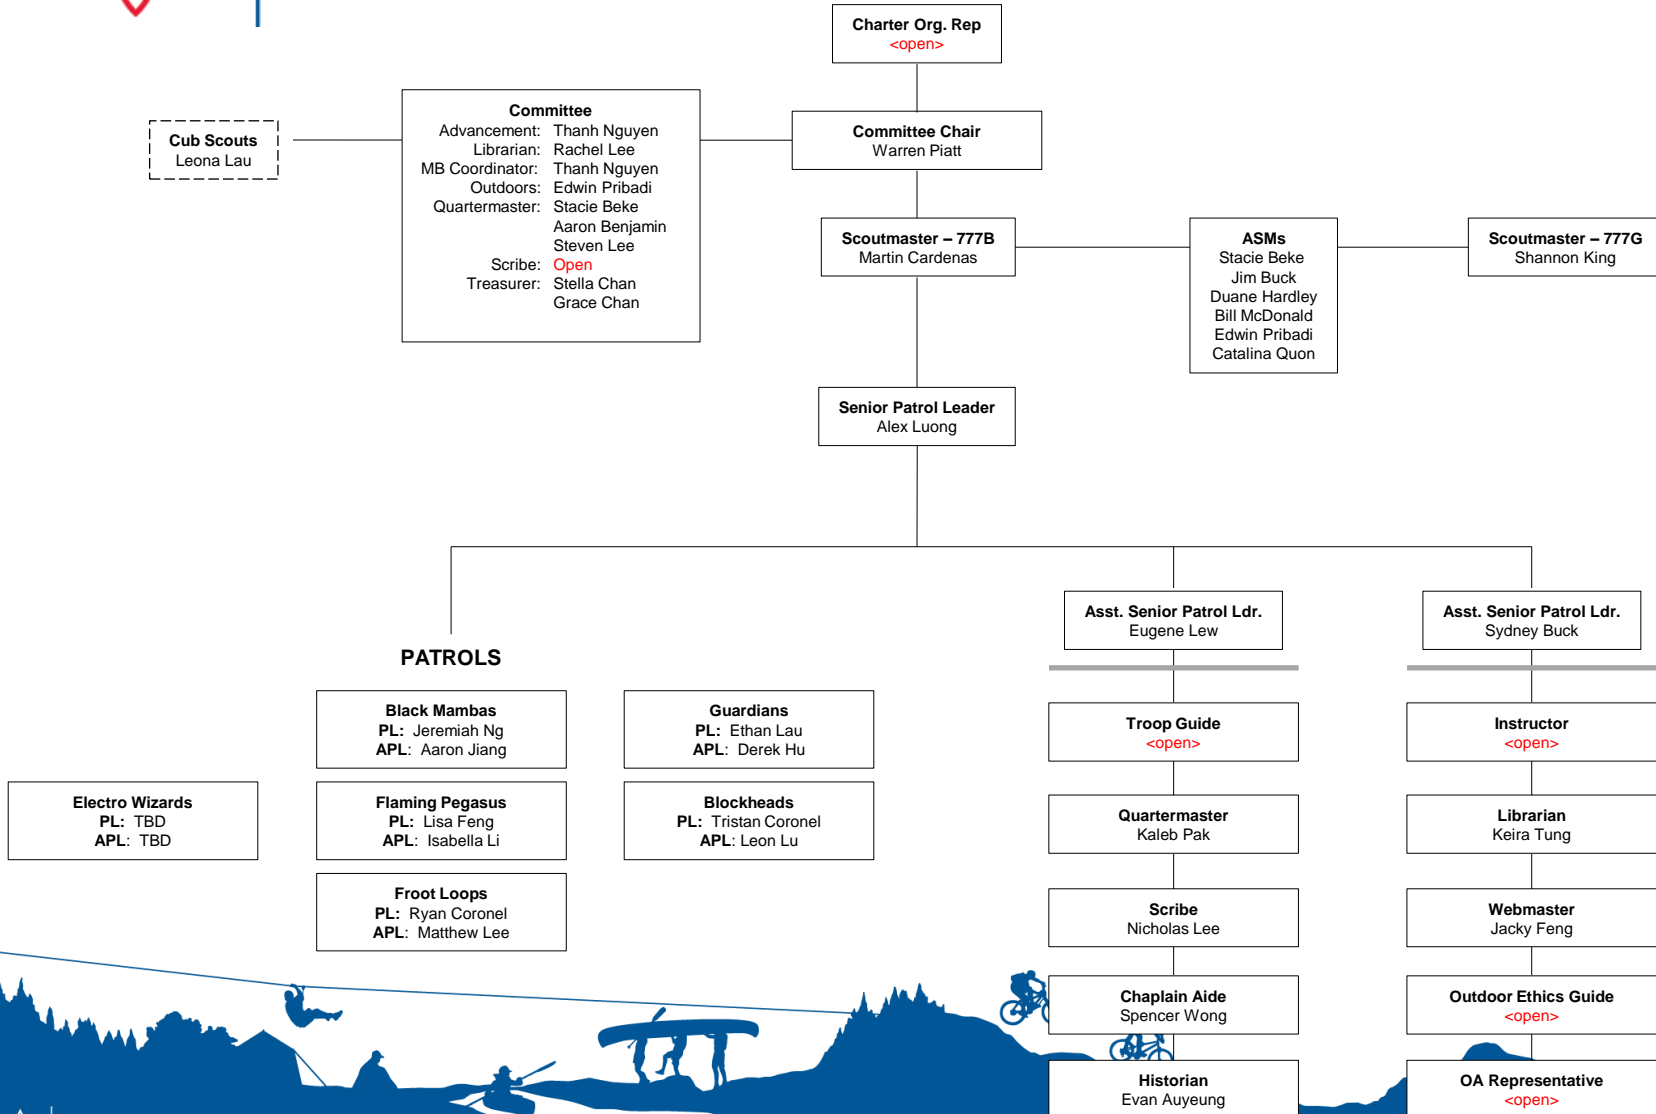 Charter Org. Rep
<open>
Committee
Advancement: Thanh Nguyen
Librarian: Rachel Lee
MB Coordinator: Thanh Nguyen
Outdoors: Edwin Pribadi
Quartermaster: Stacie Beke
Aaron Benjamin
Steven Lee
Scribe: Open
Treasurer: Stella Chan
Grace Chan
Cub Scouts
Leona Lau
Committee Chair
Warren Piatt
Scoutmaster – 777B
Martin Cardenas
ASMs
Stacie Beke
Jim Buck
Duane Hardley
Bill McDonald
Edwin Pribadi
Catalina Quon
Scoutmaster – 777G
Shannon King
Senior Patrol Leader
Alex Luong
PATROLS
Black Mambas
PL: Jeremiah Ng
APL: Aaron Jiang
Guardians
PL: Ethan Lau
APL: Derek Hu
Electro Wizards
PL: TBD
APL: TBD
Flaming Pegasus
PL: Lisa Feng
APL: Isabella Li
Blockheads
PL: Tristan Coronel
APL: Leon Lu
Froot Loops
PL: Ryan Coronel
APL: Matthew Lee
Asst. Senior Patrol Ldr.
Eugene Lew
Troop Guide
<open>
Quartermaster
Kaleb Pak
Scribe
Nicholas Lee
Chaplain Aide
Spencer Wong
Historian
Evan Auyeung
Asst. Senior Patrol Ldr.
Sydney Buck
Instructor
<open>
Librarian
Keira Tung
Webmaster
Jacky Feng
Outdoor Ethics Guide
<open>
OA Representative
<open>